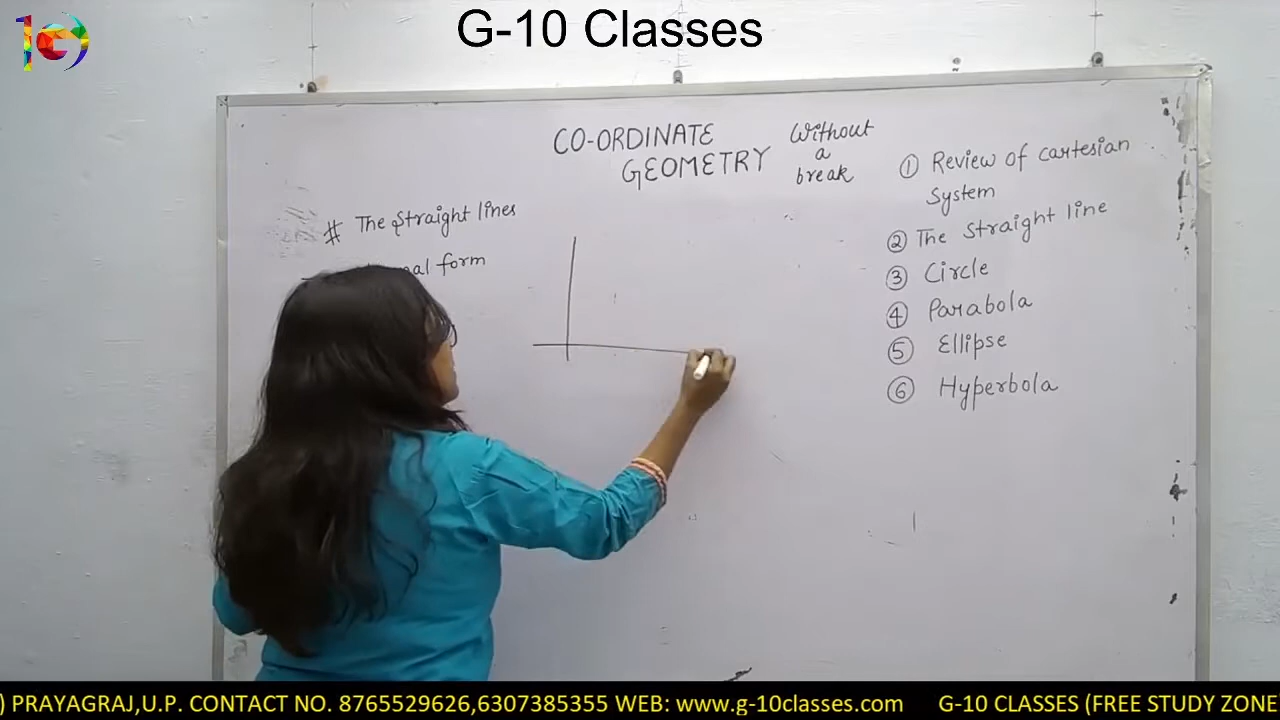 G-10 Classes
CO-ORDINATE
GEOMETRY
Without
a
break
# The Straight lines
form
① Review of cartesian
System
② The Straight line
③ Circle
④ Parabola
⑤ Ellipse
⑥ Hyperbola
) PRAYAGRAJ,U.P. CONTACT NO. 8765529626,6307385355 WEB: www.g-10classes.com G-10 CLASSES (FREE STUDY ZONE